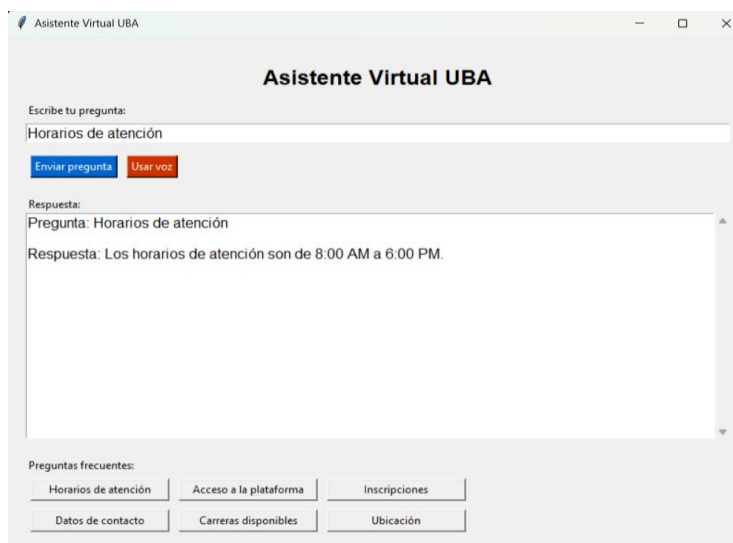 Asistente Virtual UBA
Asistente Virtual UBA
Escribe tu pregunta:
Horarios de atención
Enviar pregunta Usar voz
Respuesta:
Pregunta: Horarios de atención
Respuesta: Los horarios de atención son de 8:00 AM a 6:00 PM.
Preguntas frecuentes:
Horarios de atención Acceso a la plataforma Inscripciones
Datos de contacto Carreras disponibles Ubicación